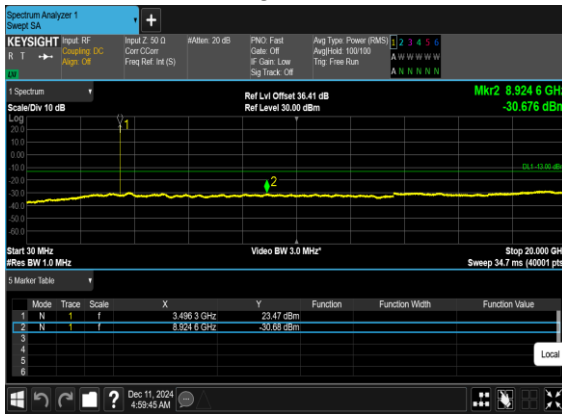 Spectrum Analyzer 1
Swept SA
KEYSIGHT Input: RF Input Z: 50 Ω #Atten: 20 dB PNO: Fast Avg Type: Power (RMS) 1 2 3 4 5 6
R T Coupling: DC Corr CCorr Gate: Off Avg|Hold: 100/100 A W W W W W
Align: Off Freq Ref: Int (S) IF Gain: Low Trig: Free Run
Sig Track: Off A N N N N N
1 Spectrum Ref Lvl Offset 36.41 dB Mkr2 8.924 6 GHz
Scale/Div 10 dB Ref Level 30.00 dBm -30.676 dBm
Log
20.0 1
10.0
0.00
-10.0 DL1 -13.00 dBm
-20.0 2
-30.0
-40.0
-50.0
-60.0
Start 30 MHz Video BW 3.0 MHz* Stop 20.000 GH
#Res BW 1.0 MHz Sweep 34.7 ms (40001 pts
5 Marker Table
Mode Trace Scale X Y Function Function Width Function Value
1 N 1 f 3.496 3 GHz 23.47 dBm
2 N 1 f 8.924 6 GHz -30.68 dBm
3
4
5
6
Local
? Dec 11, 2024
4:59:45 AM